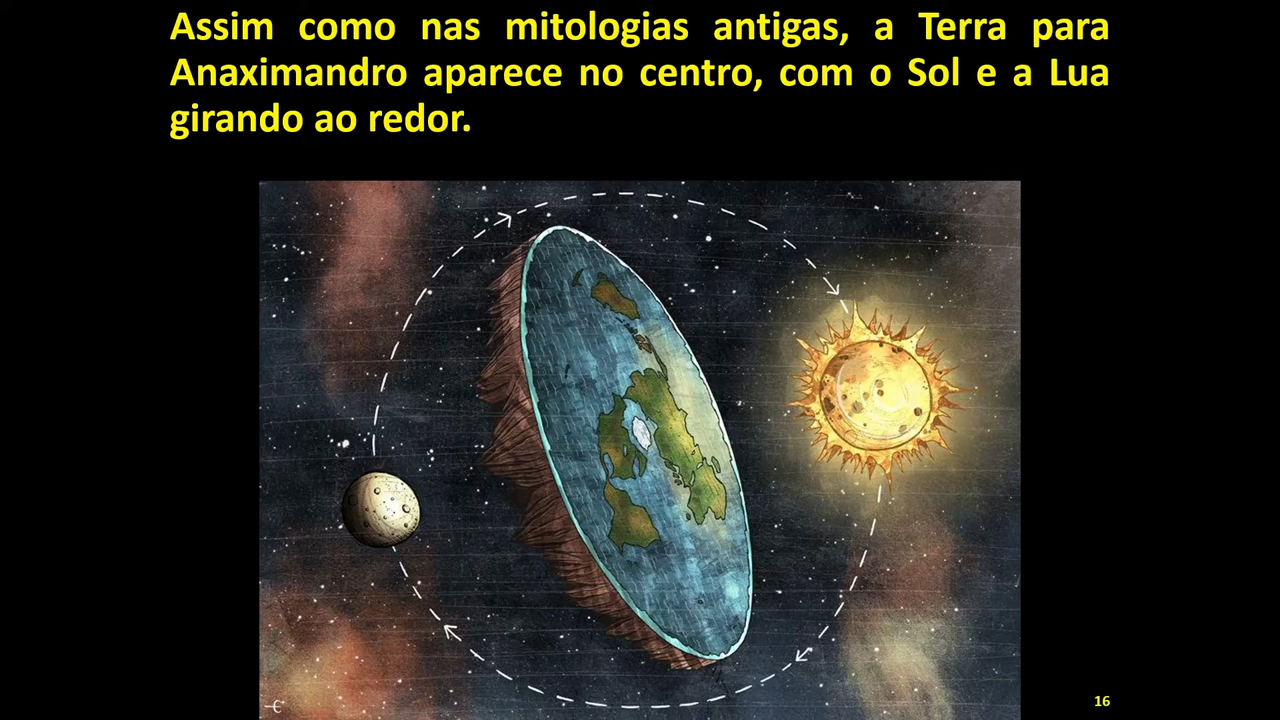 Assim como nas mitologias antigas, a Terra para
Anaximandro aparece no centro, com o Sol e a Lua
girando ao redor.
16